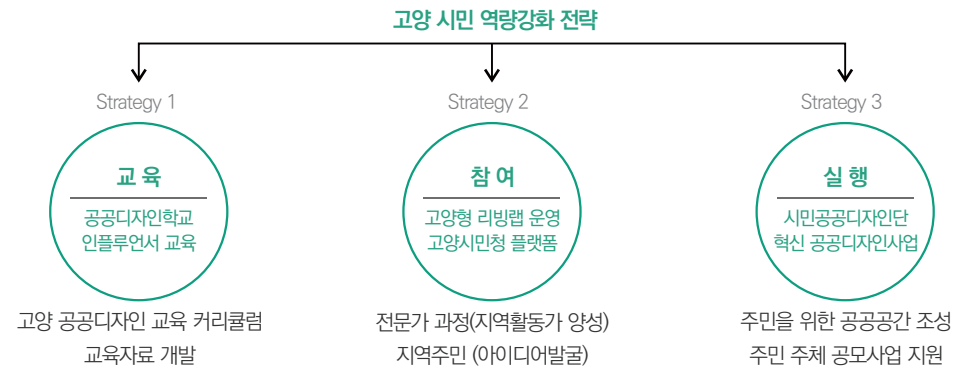 고양 시민 역량강화 전략
Strategy 1
교 육
공공디자인학교
인플루언서 교육
고양 공공디자인 교육 커리큘럼
교육자료 개발
Strategy 2
참 여
고양형 리빙랩 운영
고양시민청 플랫폼
전문가 과정(지역활동가 양성)
지역주민 (아이디어발굴)
Strategy 3
실 행
시민공공디자인단
혁신 공공디자인사업
주민을 위한 공공공간 조성
주민 주체 공모사업 지원